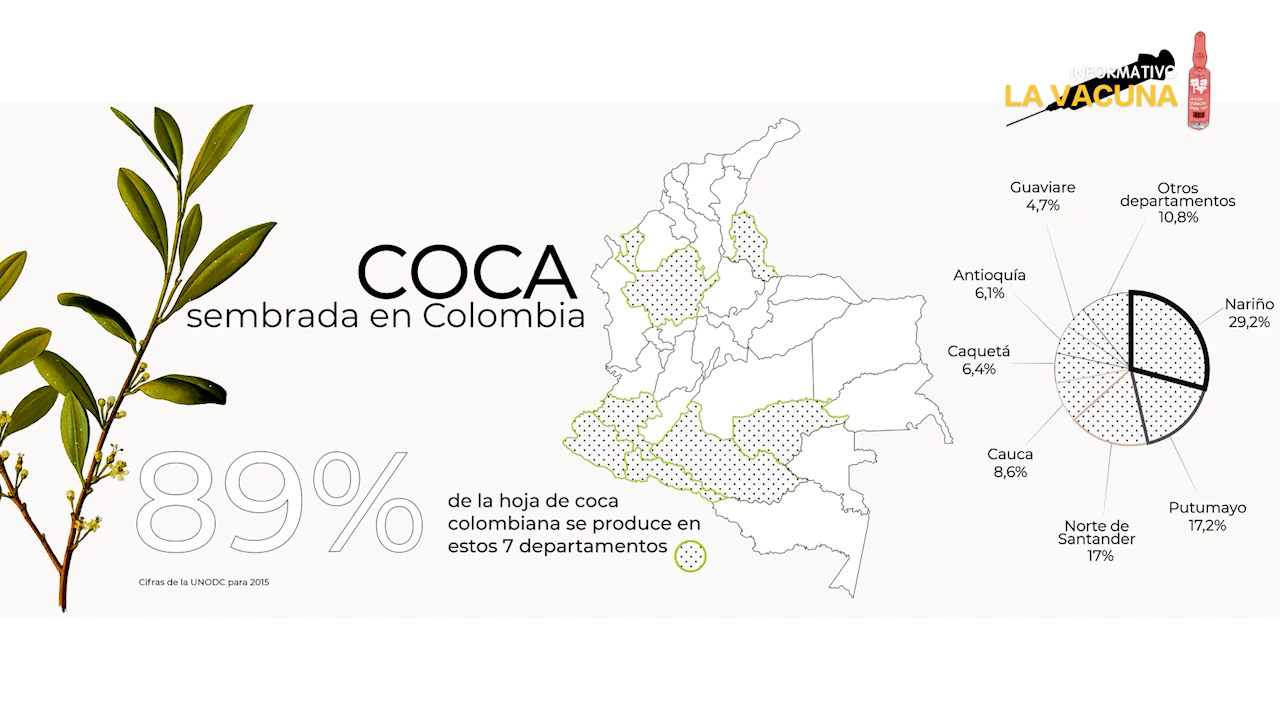 INFORMATIVO
LA VACUNA
COCA
sembrada en Colombia
89%
de la hoja de coca
colombiana se produce en
estos 7 departamentos
Cifras de la UNODC para 2015
Guaviare
4,7%
Otros
departamentos
10,8%
Antioquía
6,1%
Nariño
29,2%
Caquetá
6,4%
Cauca
8,6%
Putumayo
17,2%
Norte de
Santander
17%